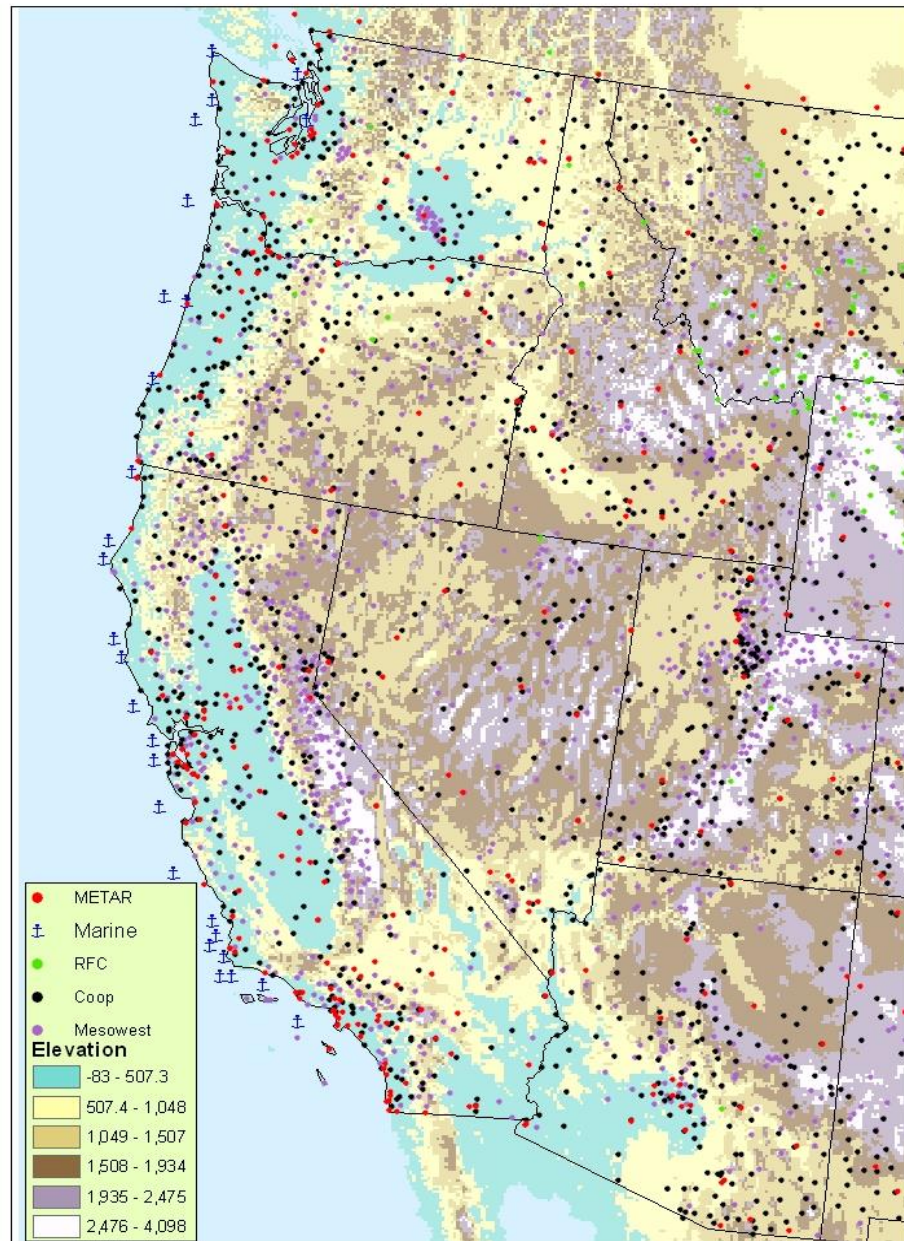 METAR
Marine
RFC
Coop
Mesowest
Elevation
-83 - 507.3
507.4 - 1,048
1,049 - 1,507
1,508 - 1,934
1,935 - 2,475
2,476 - 4,098